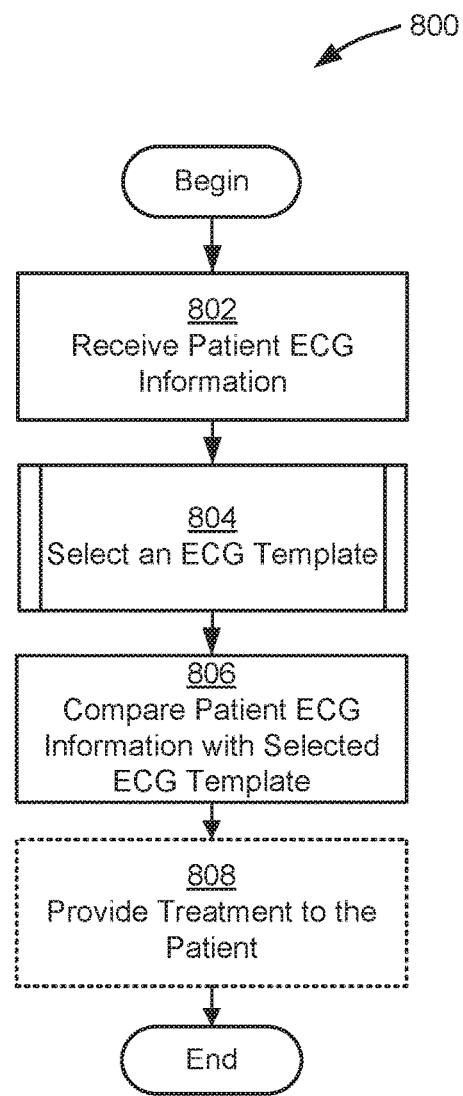 800
Begin
802
Receive Patient ECG
Information
804
Select an ECG Template
806
Compare Patient ECG
Information with Selected
ECG Template
808
Provide Treatment to the
Patient
End